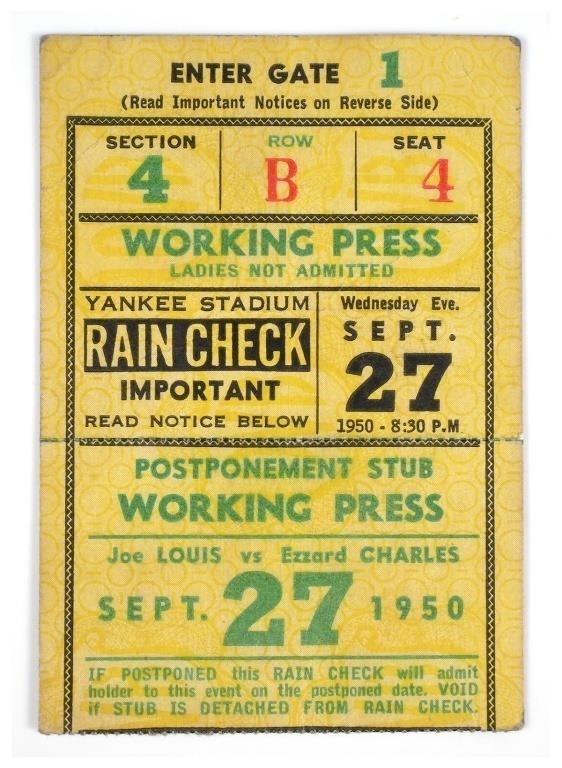 ENTER GATE 1
(Read Important Notices on Reverse Side)
SECTION ROW SEAT
4 B 4
WORKING PRESS
LADIES NOT ADMITTED
YANKEE STADIUM
RAIN CHECK
IMPORTANT
READ NOTICE BELOW
Wednesday Eve.
SEPT.
27
1950 - 8:30 P.M
POSTPONEMENT STUB
WORKING PRESS
Joe LOUIS vs Ezzard CHARLES
SEPT. 27 1950
IF POSTPONED this RAIN CHECK will admit
holder to this event on the postponed date. VOID
if STUB IS DETACHED FROM RAIN CHECK.